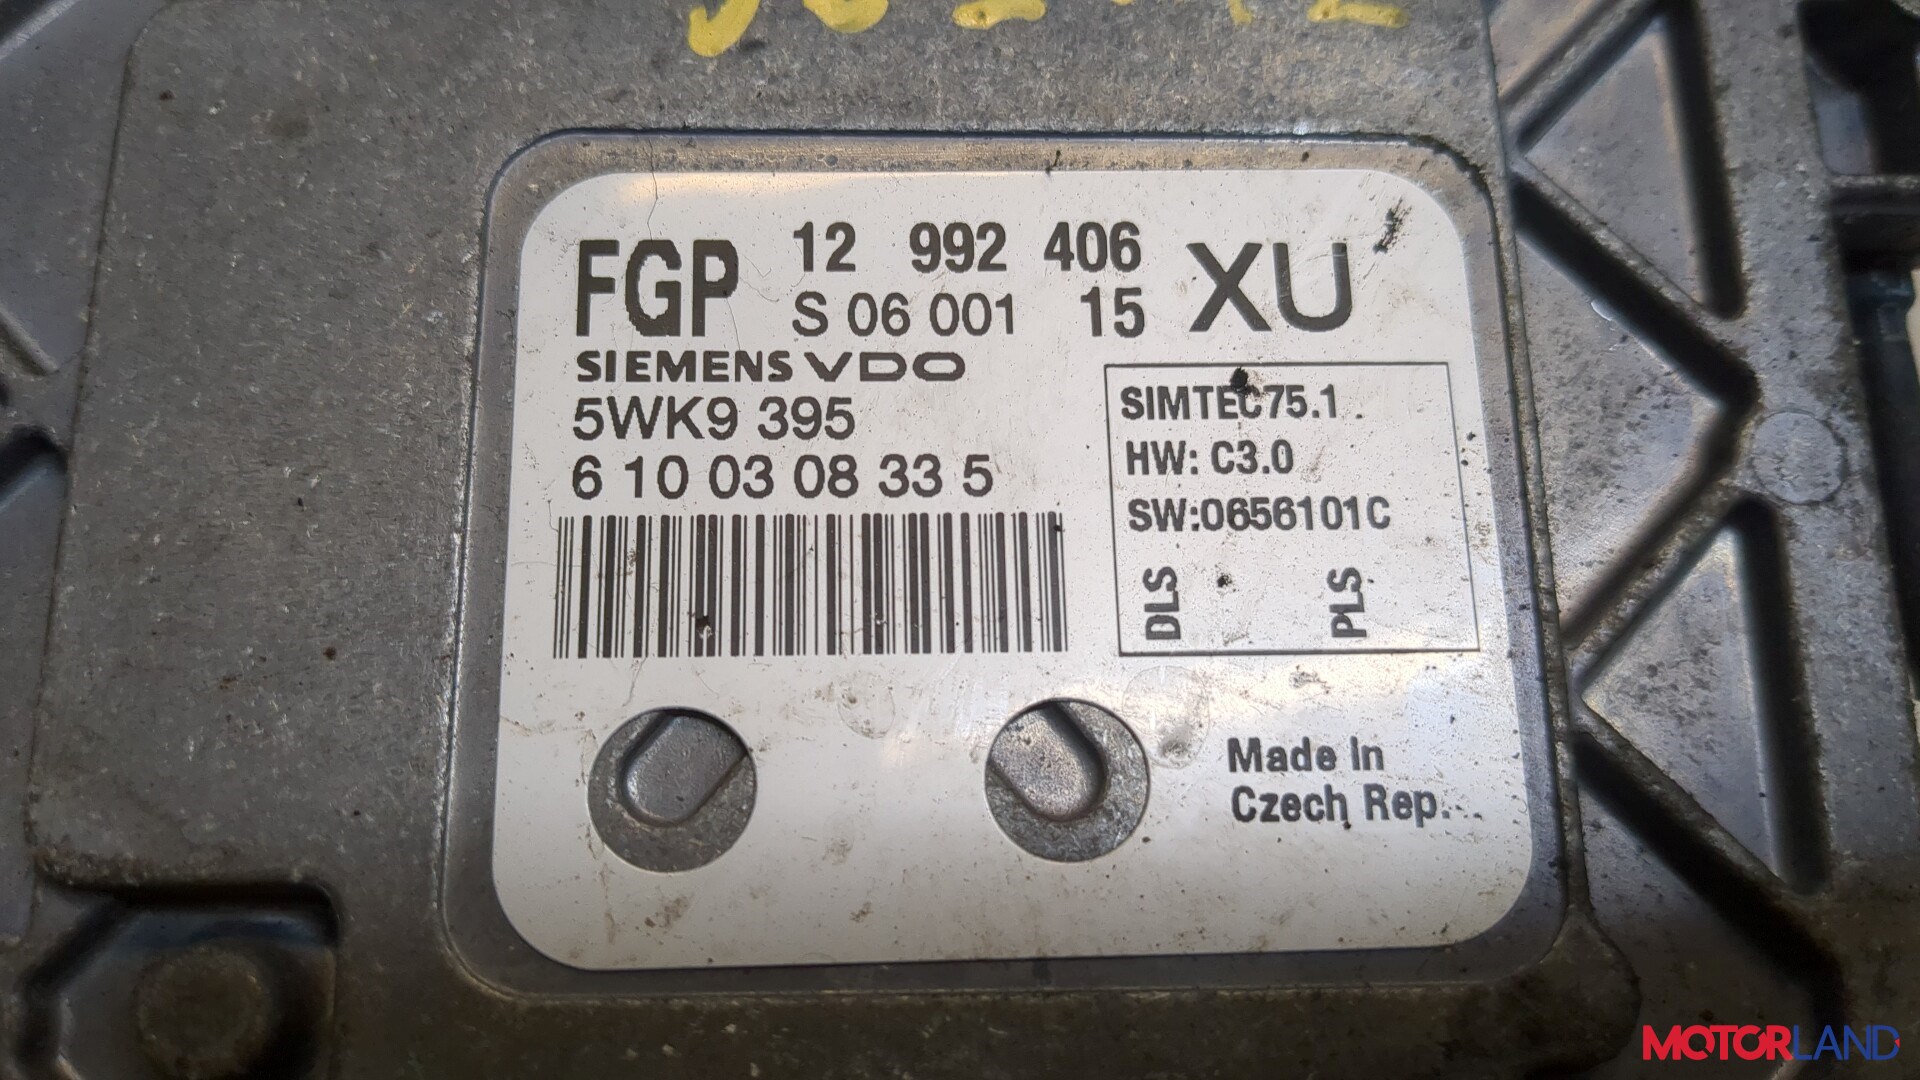 FGP 12 992 406 XU
S 06 001 15
SIEMENS VDO
5WK9 395
6 10 03 08 33 5
SIMTEC75.1
HW: C3.0
SW:0656101C
DLS PLS
Made In
Czech Rep.
MOTORLAND